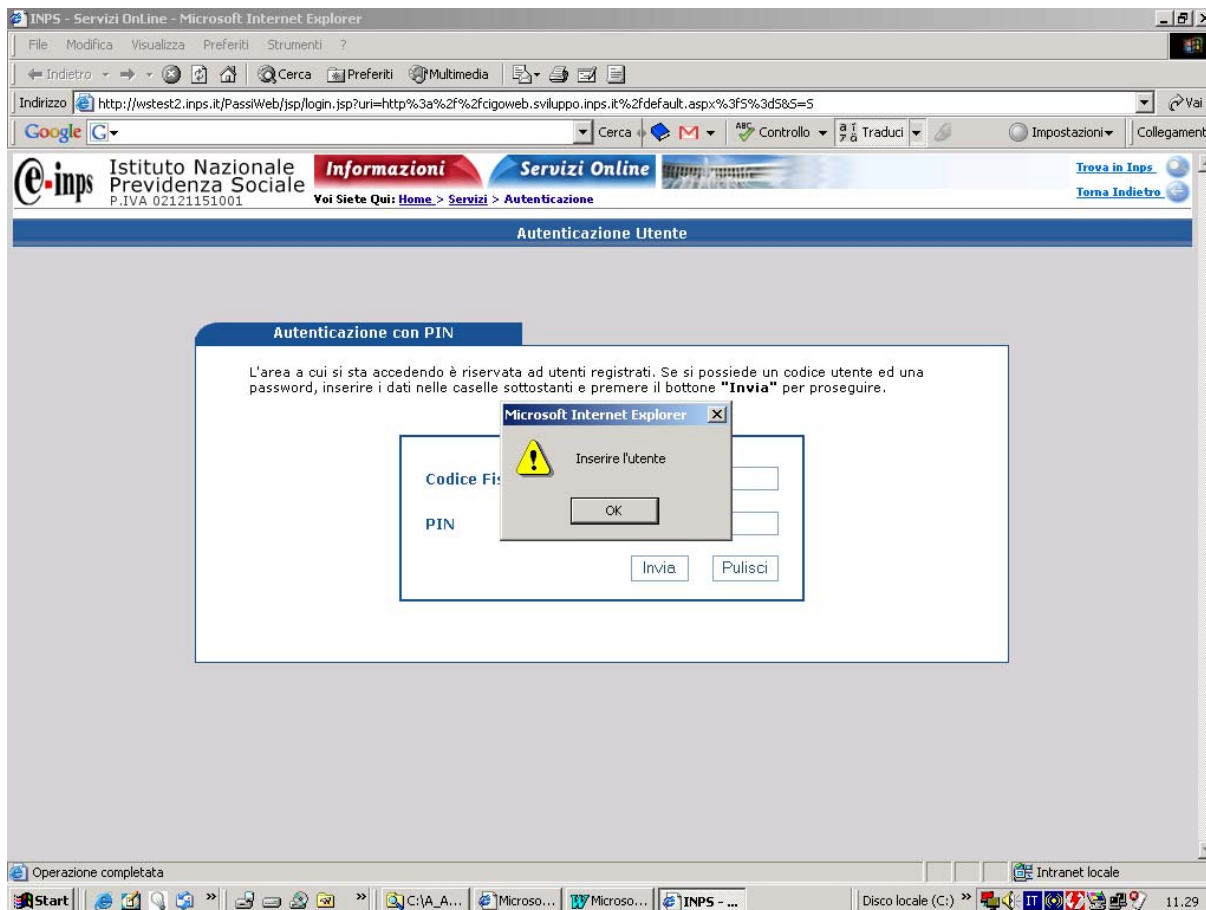 INPS - Servizi OnLine - Microsoft Internet Explorer
File Modifica Visualizza Preferiti Strumenti ?
Indietro Cerca Preferiti Multimedia
Indirizzo http://wstest2.inps.it/PassiWeb/jsp/login.jsp?uri=http%3a%2f%2fcigoweb.sviluppo.inps.it%2fdefault.aspx%3fS%3dS&S=S Vai
Google G Cerca ABC Controllo Traduci Impostazioni Collegament
e-inps Istituto Nazionale Informazioni Servizi Online Trova in Inps
Previdenza Sociale
P.IVA 02121151001 Voi Siete Qui: Home > Servizi > Autenticazione Torna Indietro
Autenticazione Utente
Autenticazione con PIN
L'area a cui si sta accedendo è riservata ad utenti registrati. Se si possiede un codice utente ed una
password, inserire i dati nelle caselle sottostanti e premere il bottone "Invia" per proseguire.
Microsoft Internet Explorer
Inserire l'utente
Codice Fis
OK
PIN
Invia Pulisci
Operazione completata Intranet locale
Start C:\A_A... Microso... Microso... INPS - ... Disco locale (C:) » IT 11.29